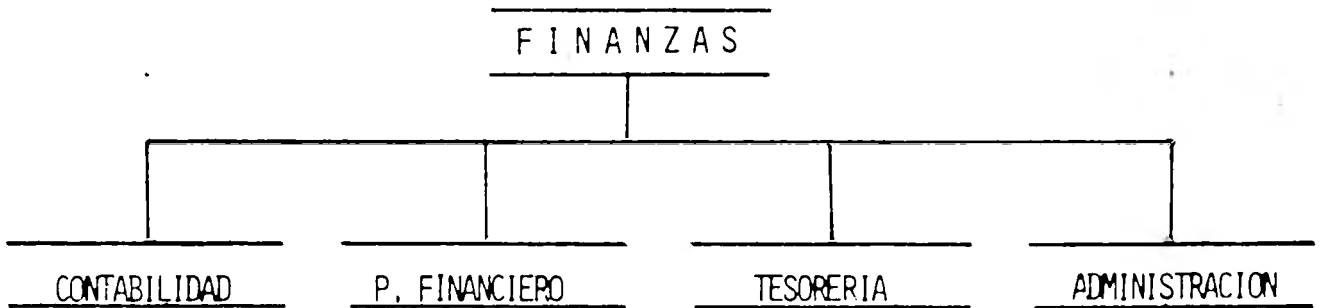 FINANZAS
CONTABILIDAD
P. FINANCIERO
TESORERIA
ADMINISTRACION